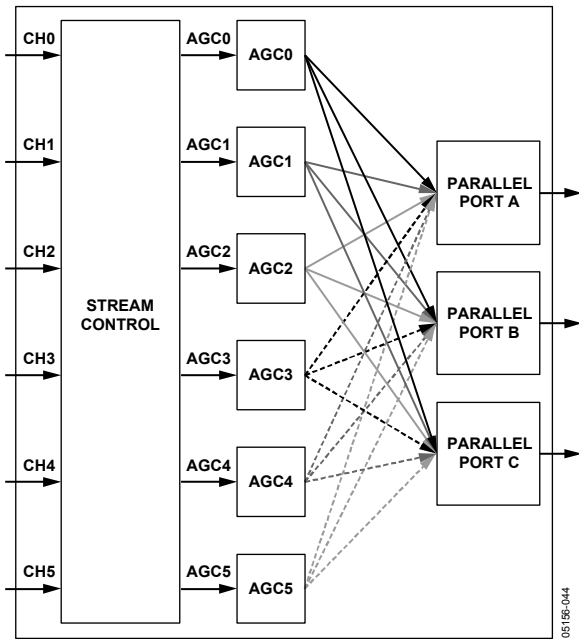 CH0
CH1
CH2
CH3
CH4
CH5
STREAM
CONTROL
AGC0
AGC1
AGC2
AGC3
AGC4
AGC5
AGC0
AGC1
AGC2
AGC3
AGC4
AGC5
PARALLEL
PORT A
PARALLEL
PORT B
PARALLEL
PORT C
05156-044